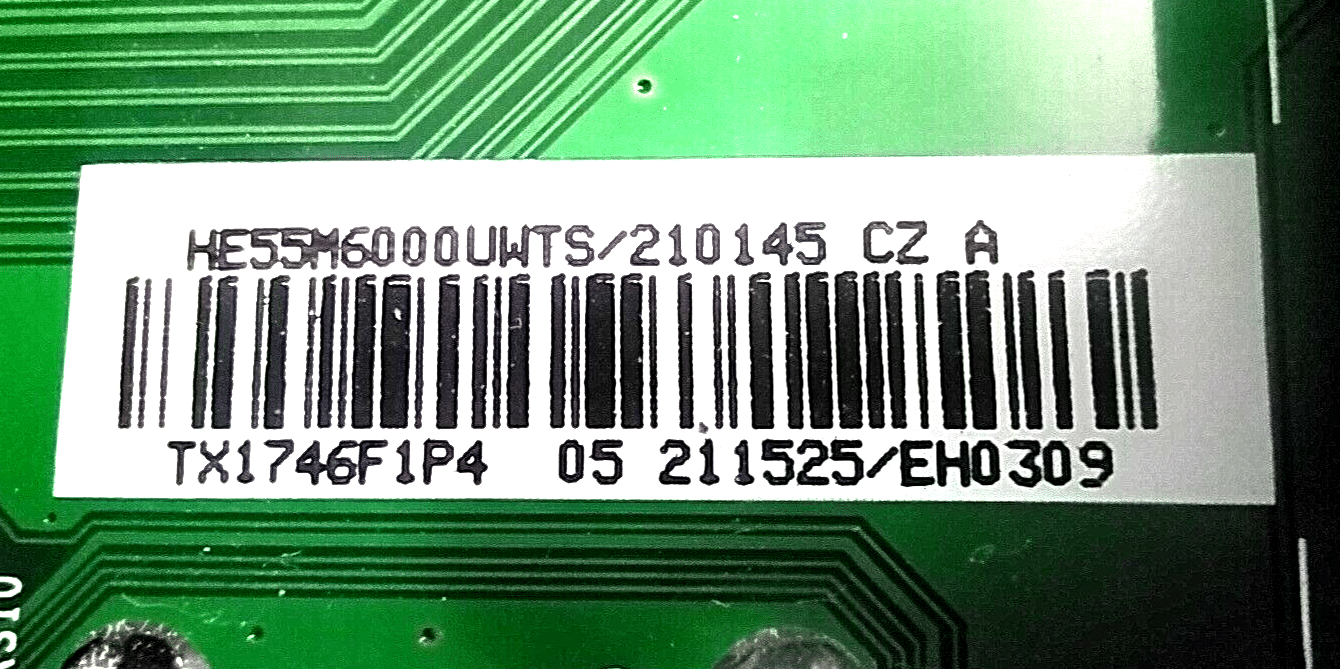 HE55M6000UWTS/210145 CZ A
TX1746F1P4 05 211525/EH0309